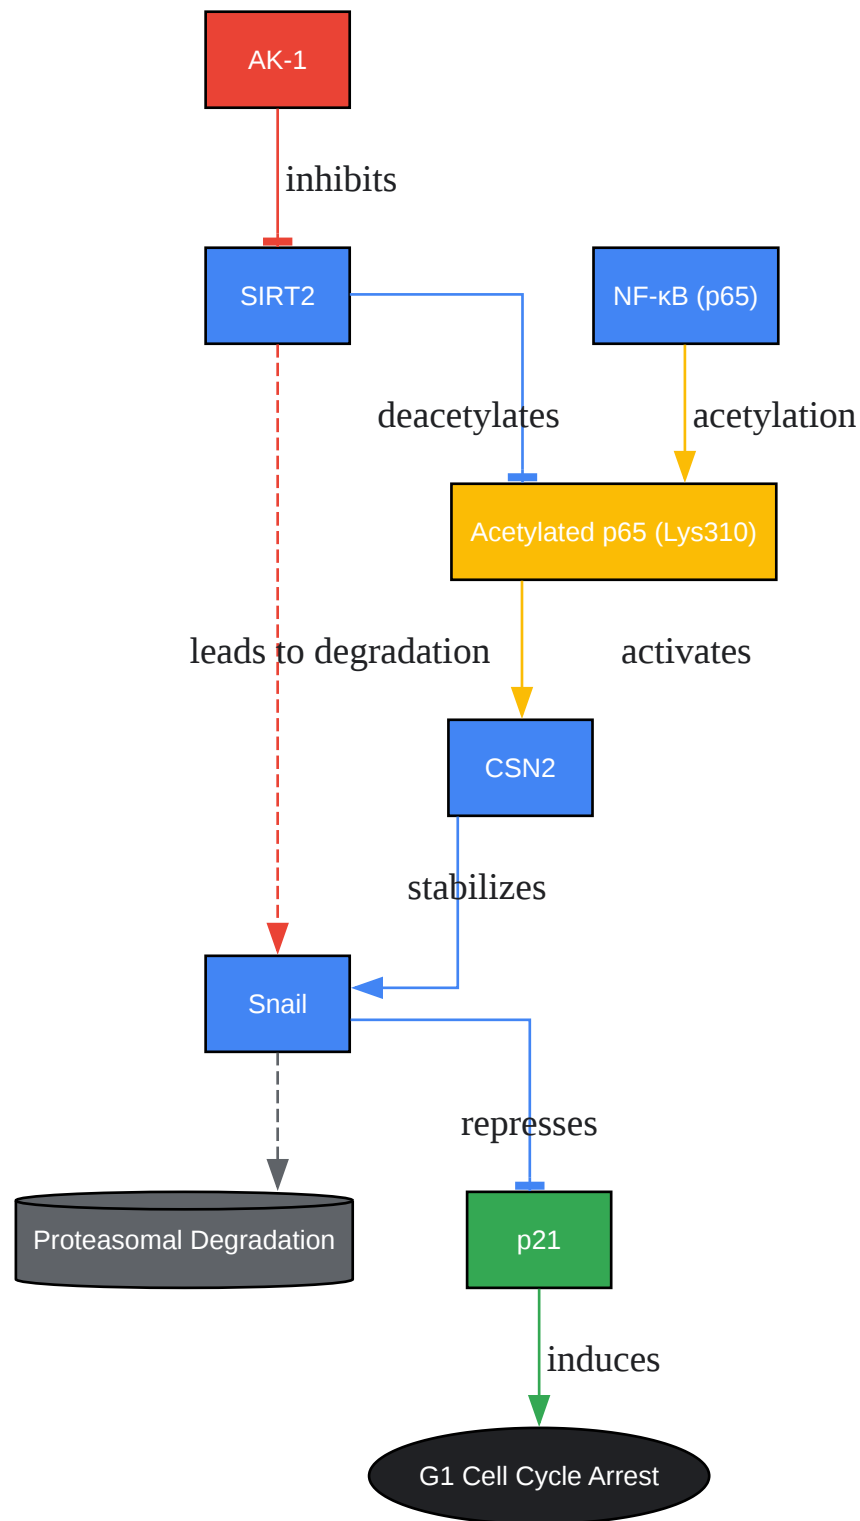 AK-1
inhibits
SIRT2
NF-κB (p65)
deacetylates
acetylation
Acetylated p65 (Lys310)
leads to degradation
activates
CSN2
stabilizes
Snail
represses
Proteasomal Degradation
p21
induces
G1 Cell Cycle Arrest